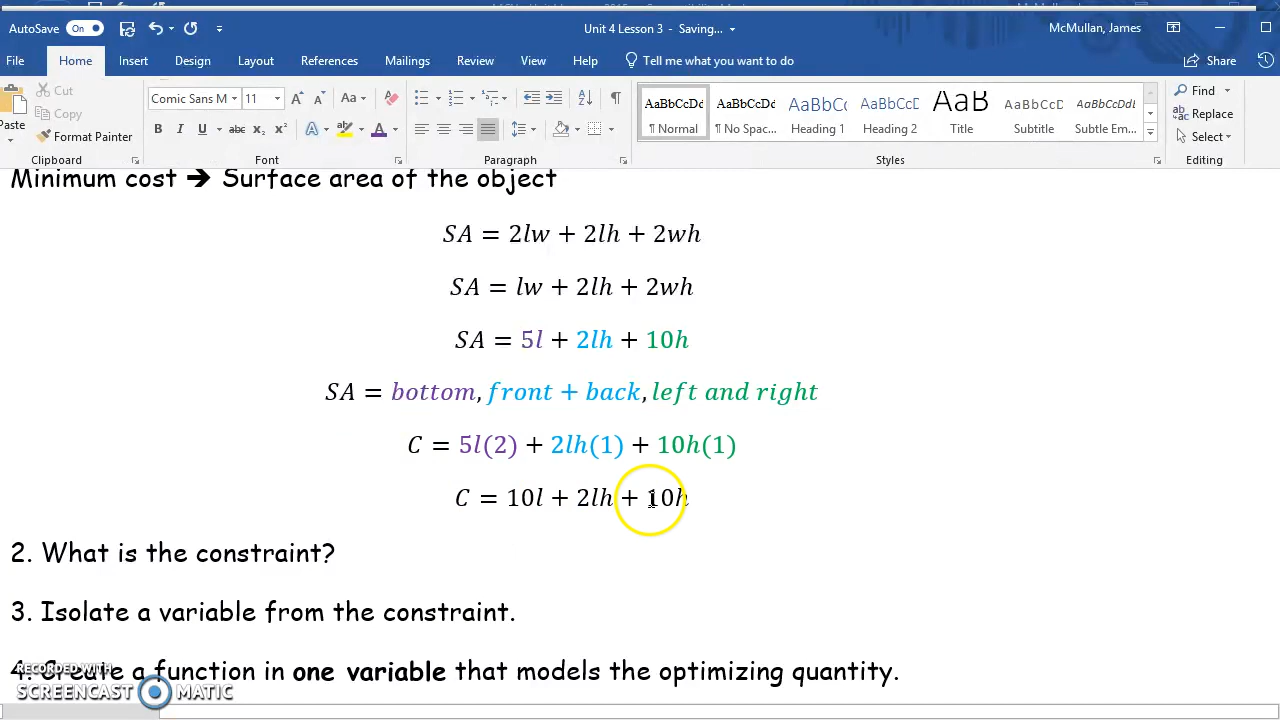 AutoSave On Unit 4 Lesson 3 - Saving... McMullan, James
File Home Insert Design Layout References Mailings Review View Help Tell me what you want to do Share
Cut
Copy
Paste
Format Painter
Clipboard
Comic Sans M 11
Font
Paragraph
AaBbCcDc AaBbCcDc AaBbCcD AaBbCcD AaB AaBbCcD AaBbCcDdl
¶ Normal ¶ No Spac... Heading 1 Heading 2 Title Subtitle Subtle Em...
Styles
Find
Replace
Select
Editing
Minimum cost ➔ Surface area of the object
SA = 2lw + 2lh + 2wh
SA = lw + 2lh + 2wh
SA = 5l + 2lh + 10h
SA = bottom, front + back, left and right
C = 5l(2) + 2lh(1) + 10h(1)
C = 10l + 2lh + 10h
2. What is the constraint?
3. Isolate a variable from the constraint.
4. Create a function in one variable that models the optimizing quantity.
RECORDED WITH
SCREENCAST MATIC